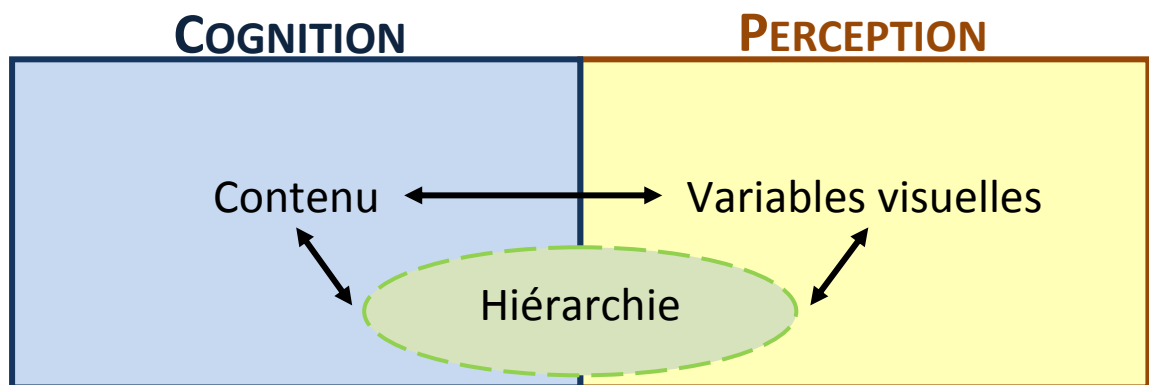 COGNITION
PERCEPTION
Contenu
Variables visuelles
Hiérarchie